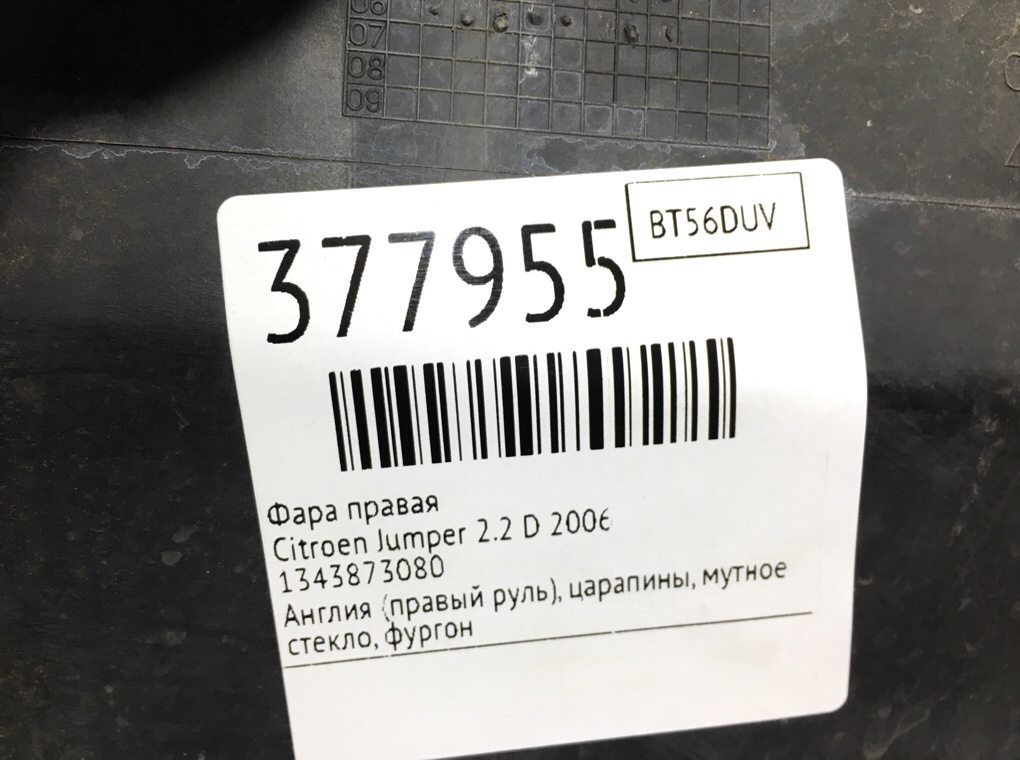 06
07
08
09
377955
BT56DUV
Фара правая
Citroen Jumper 2.2 D 2006
1343873080
Англия (правый руль), царапины, мутное
стекло, фургон